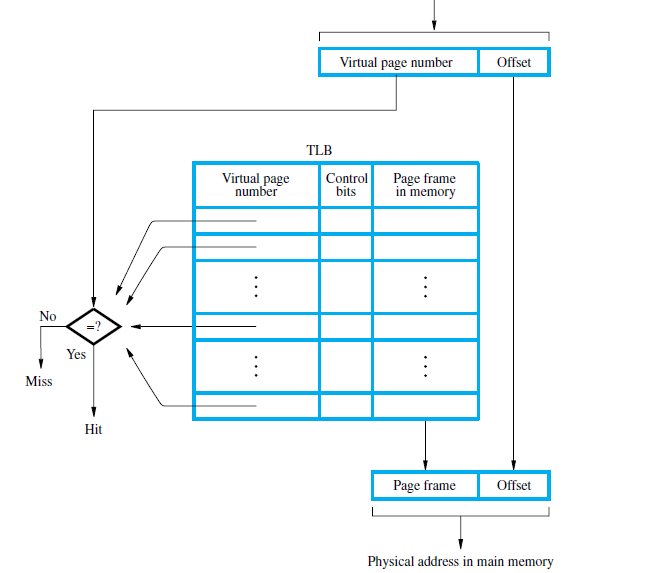 Virtual page number
Offset
TLB
Virtual page
number
Control
bits
Page frame
in memory
No
=?
Yes
Miss
Hit
Page frame
Offset
Physical address in main memory